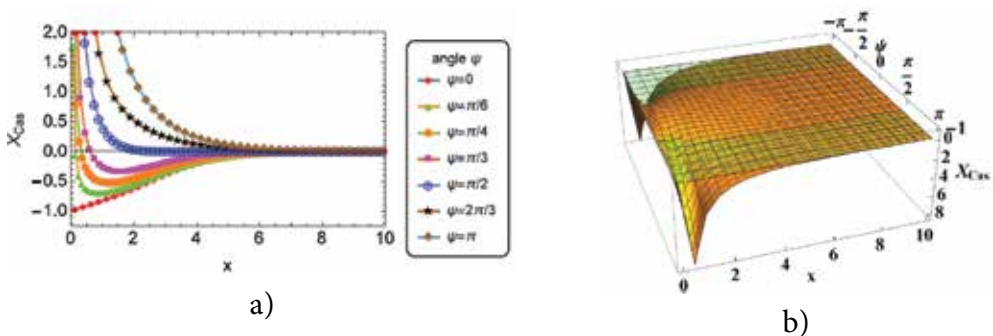 a)
2.0
1.5
1.0
0.5
0.0
-0.5
-1.0
X_Cas
0 2 4 6 8 10
x
angle ψ
ψ=0
ψ=π/6
ψ=π/4
ψ=π/3
ψ=π/2
ψ=2π/3
ψ=π
a)
-π
-π/2
ψ
0
π/2
π
-1
0
2
4
6
8
X_Cas
0 2 4 6 8 10
x
b)